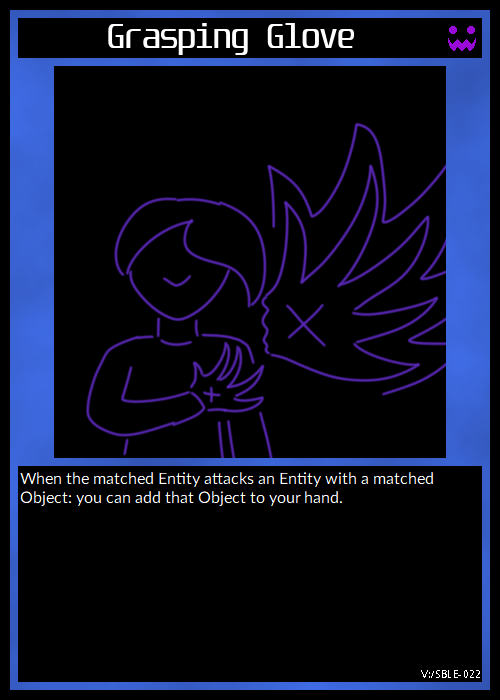 Grasping Glove
When the matched Entity attacks an Entity with a matched
Object: you can add that Object to your hand.
V:/SBLE-022